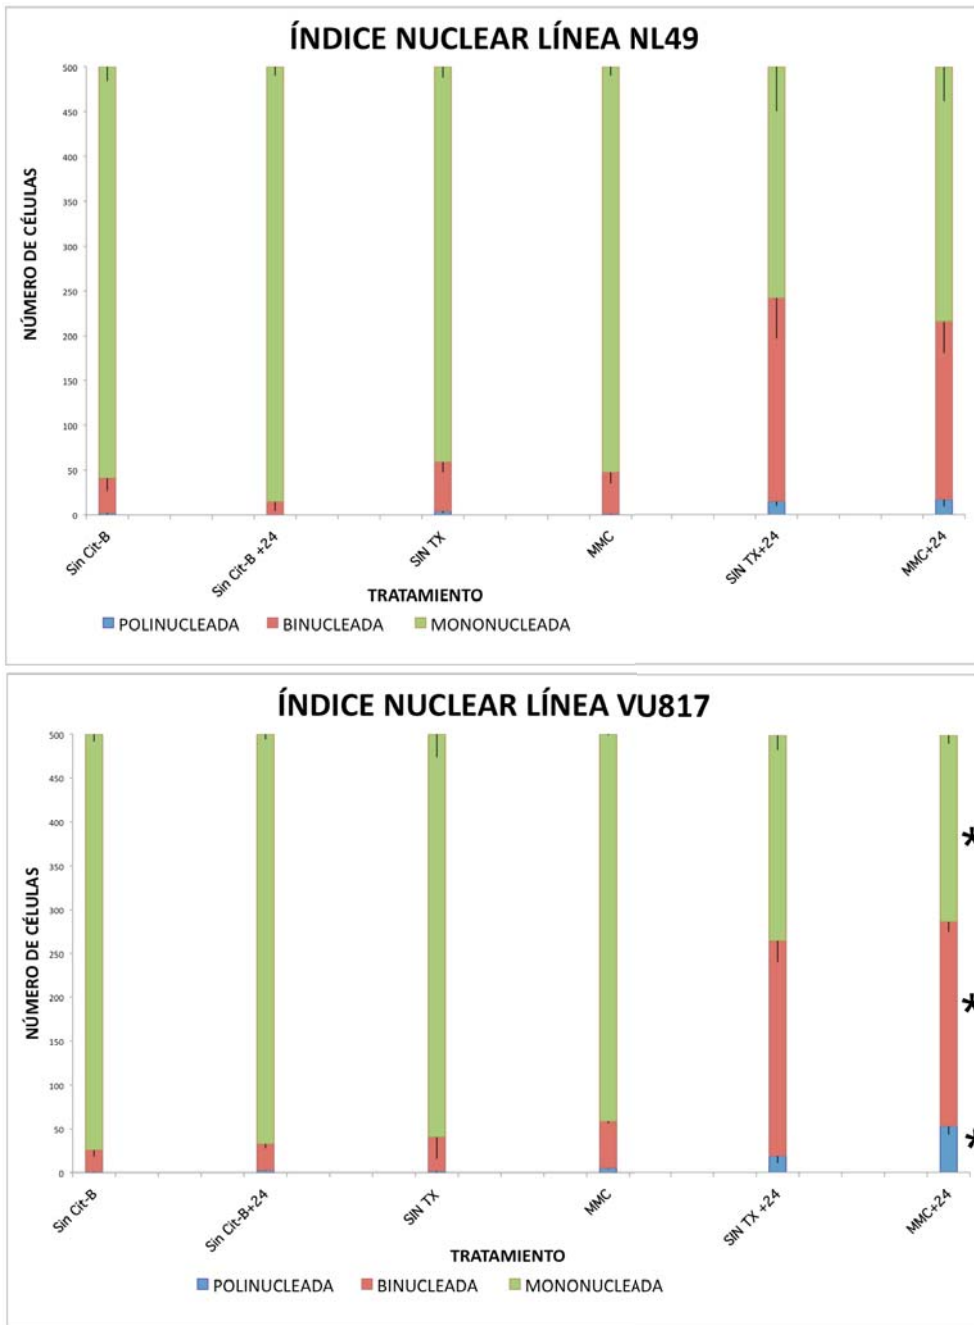 ÍNDICE NUCLEAR LÍNEA NL49
NÚMERO DE CÉLULAS
500
450
400
350
300
250
200
150
100
50
0
Sin Cit-B
Sin Cit-B +24
SIN TX
MMC
SIN TX+24
MMC+24
TRATAMIENTO
POLINUCLEADA BINUCLEADA MONONUCLEADA
ÍNDICE NUCLEAR LÍNEA VU817
NÚMERO DE CÉLULAS
500
450
400
350
300
250
200
150
100
50
0
*
*
*
Sin Cit-B
Sin Cit-B+24
SIN TX
MMC
SIN TX +24
MMC+24
TRATAMIENTO
POLINUCLEADA BINUCLEADA MONONUCLEADA